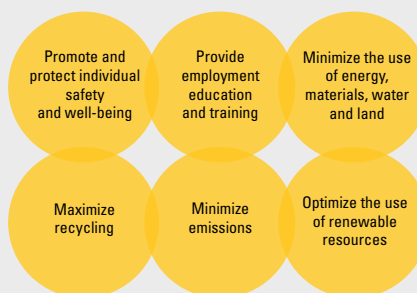 Promote and
protect individual
safety
and well-being
Provide
employment
education
and training
Minimize the use
of energy,
materials, water
and land
Maximize
recycling
Minimize
emissions
Optimize the use
of renewable
resources